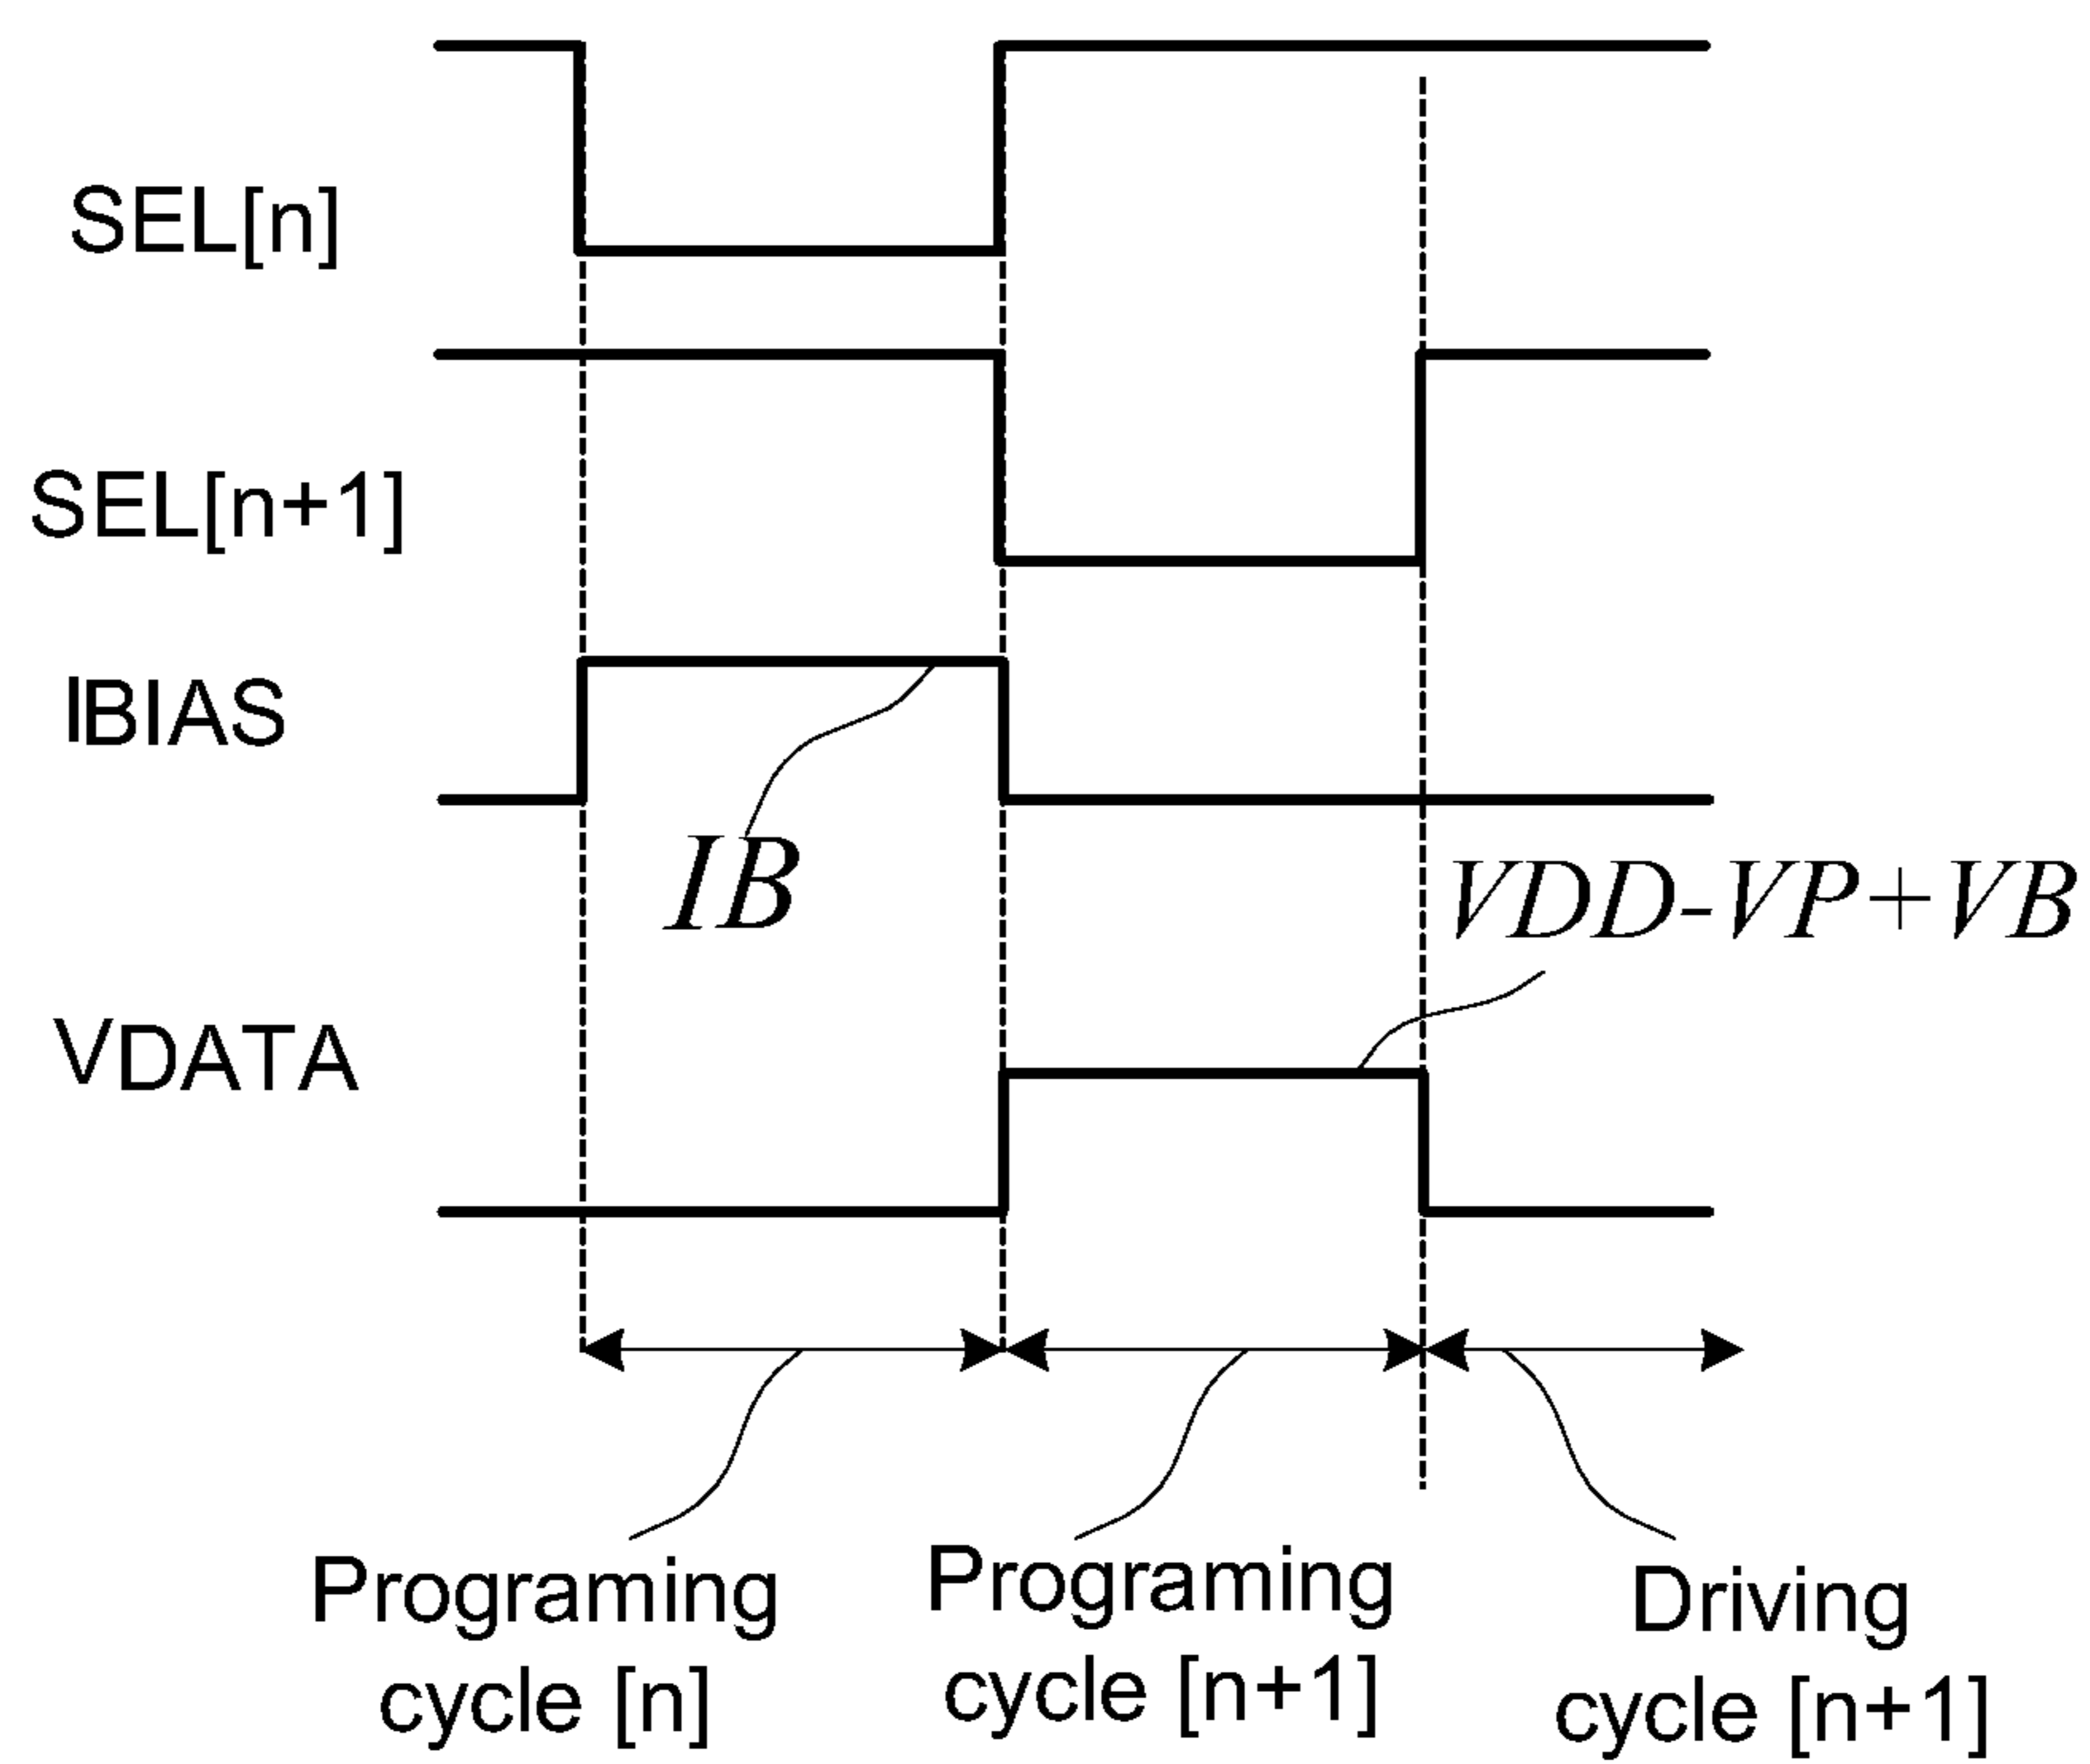 SEL[n]
SEL[n+1]
IBIAS
IB
VDD-VP+VB
VDATA
Programing
cycle [n]
Programing
cycle [n+1]
Driving
cycle [n+1]